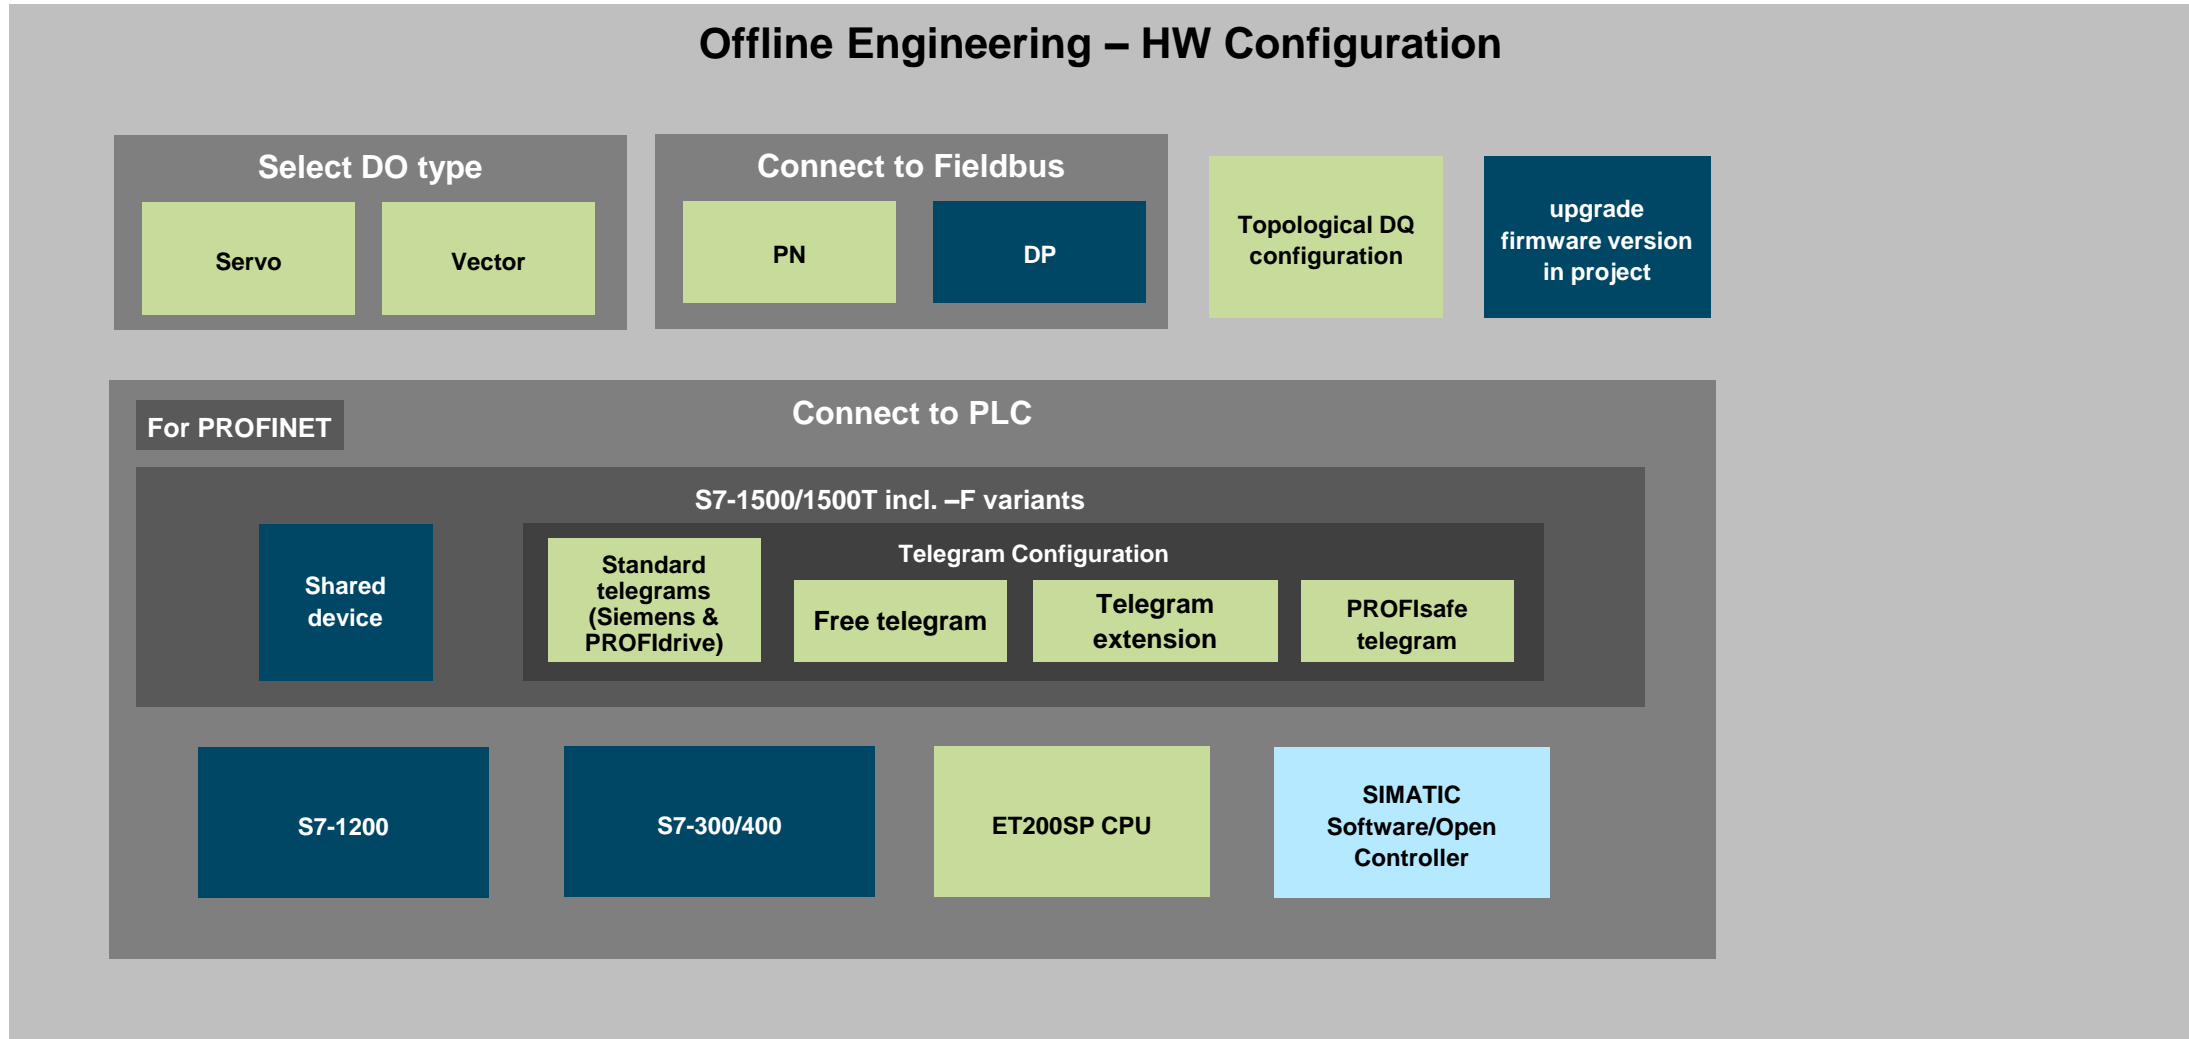 Offline Engineering – HW Configuration
Select DO type
Servo
Vector
Connect to Fieldbus
PN
DP
Topological DQ
configuration
upgrade
firmware version
in project
For PROFINET
Connect to PLC
S7-1500/1500T incl. –F variants
Shared
device
Telegram Configuration
Standard
telegrams
(Siemens &
PROFIdrive)
Free telegram
Telegram
extension
PROFIsafe
telegram
S7-1200
S7-300/400
ET200SP CPU
SIMATIC
Software/Open
Controller